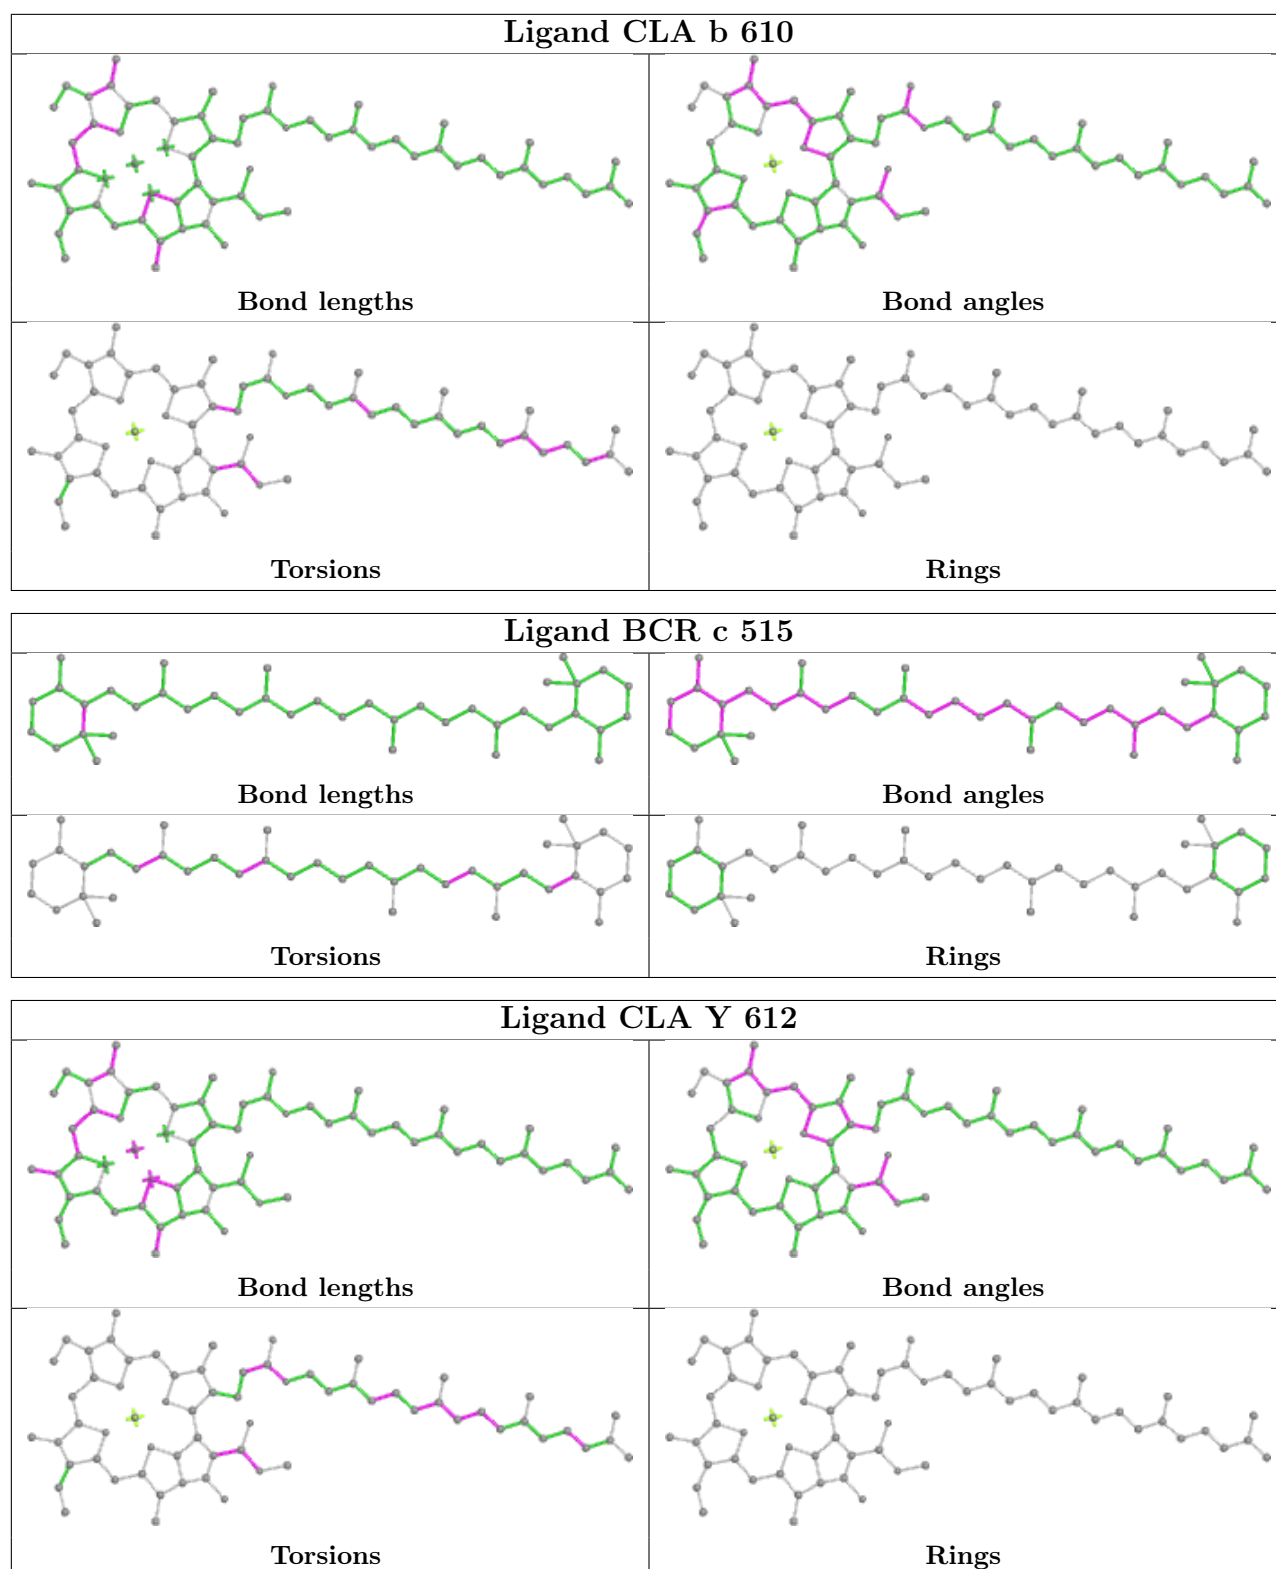 Ligand CLA b 610
Bond lengths
Bond angles
Torsions
Rings
Ligand BCR c 515
Bond lengths
Bond angles
Torsions
Rings
Ligand CLA Y 612
Bond lengths
Bond angles
Torsions
Rings